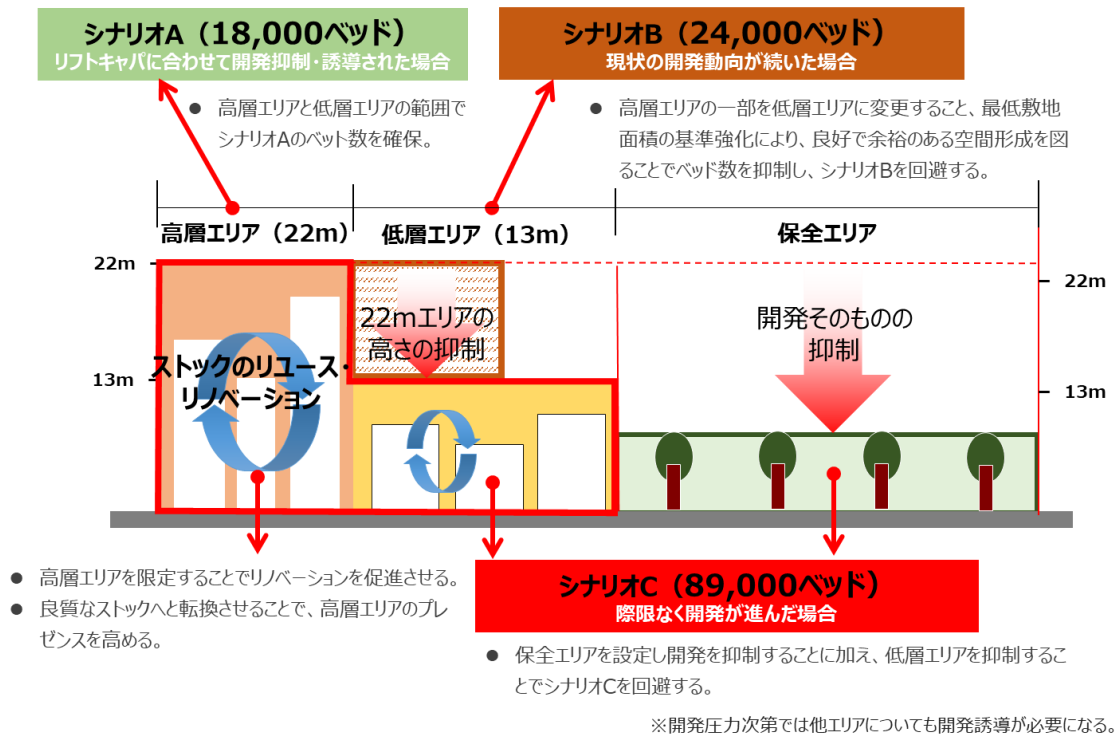 シナリオA（18,000ベッド）
リフトキャパに合わせて開発抑制・誘導された場合
シナリオB（24,000ベッド）
現状の開発動向が続いた場合
● 高層エリアと低層エリアの範囲で
シナリオAのベット数を確保。
● 高層エリアの一部を低層エリアに変更すること、最低敷地
面積の基準強化により、良好で余裕のある空間形成を図
ることでベッド数を抑制し、シナリオBを回避する。
高層エリア（22m）
低層エリア（13m）
保全エリア
22m
13m
22mエリアの
高さの抑制
開発そのものの
抑制
22m
13m
ストックのリユース・
リノベーション
● 高層エリアを限定することでリノベーションを促進させる。
● 良質なストックへと転換させることで、高層エリアのプレ
ゼンスを高める。
シナリオC（89,000ベッド）
際限なく開発が進んだ場合
● 保全エリアを設定し開発を抑制することに加え、低層エリアを抑制するこ
とでシナリオCを回避する。
※開発圧力次第では他エリアについても開発誘導が必要になる。